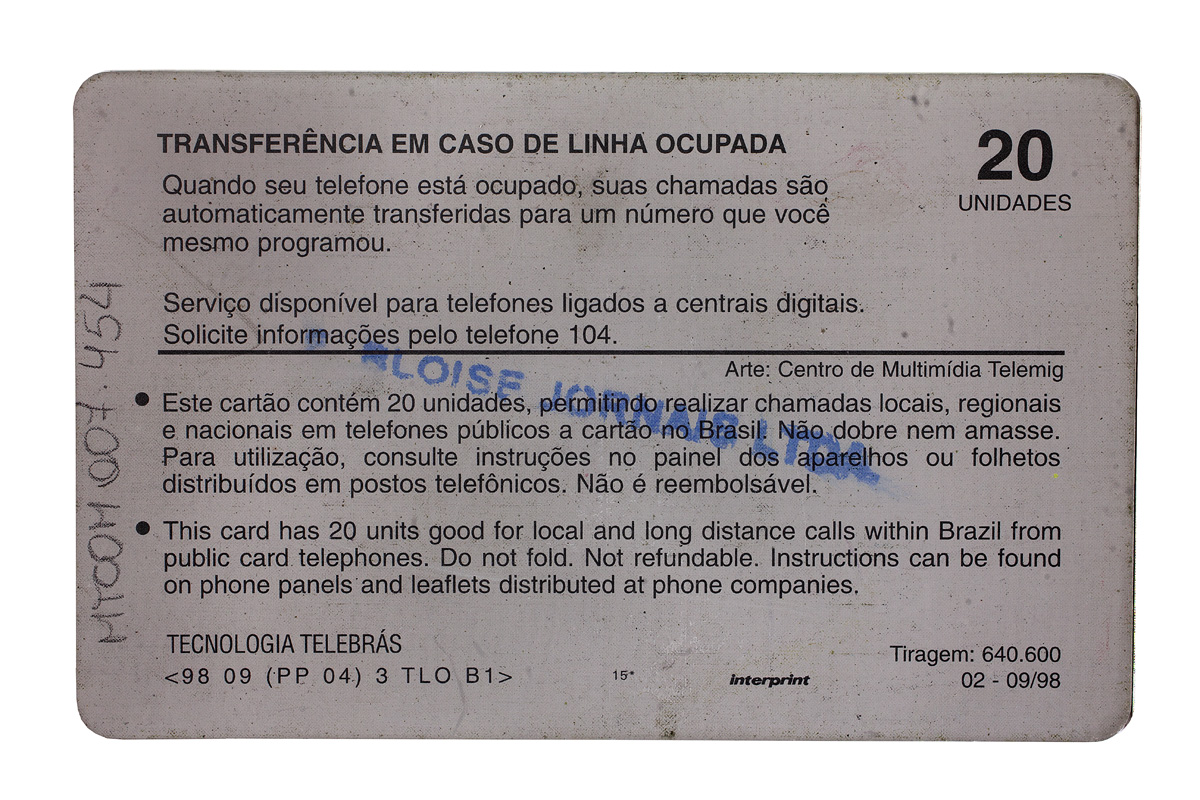 TRANSFERÊNCIA EM CASO DE LINHA OCUPADA
Quando seu telefone está ocupado, suas chamadas são
automaticamente transferidas para um número que você
mesmo programou.
20
UNIDADES
Serviço disponível para telefones ligados a centrais digitais.
Solicite informações pelo telefone 104.
Arte: Centro de Multimídia Telemig
ALOISE JORNAIS LTDA
● Este cartão contém 20 unidades, permitindo realizar chamadas locais, regionais
e nacionais em telefones públicos a cartão no Brasil. Não dobre nem amasse.
Para utilização, consulte instruções no painel dos aparelhos ou folhetos
distribuídos em postos telefônicos. Não é reembolsável.
● This card has 20 units good for local and long distance calls within Brazil from
public card telephones. Do not fold. Not refundable. Instructions can be found
on phone panels and leaflets distributed at phone companies.
TECNOLOGIA TELEBRÁS
<98 09 (PP 04) 3 TLO B1>
15*
interprint
Tiragem: 640.600
02 - 09/98